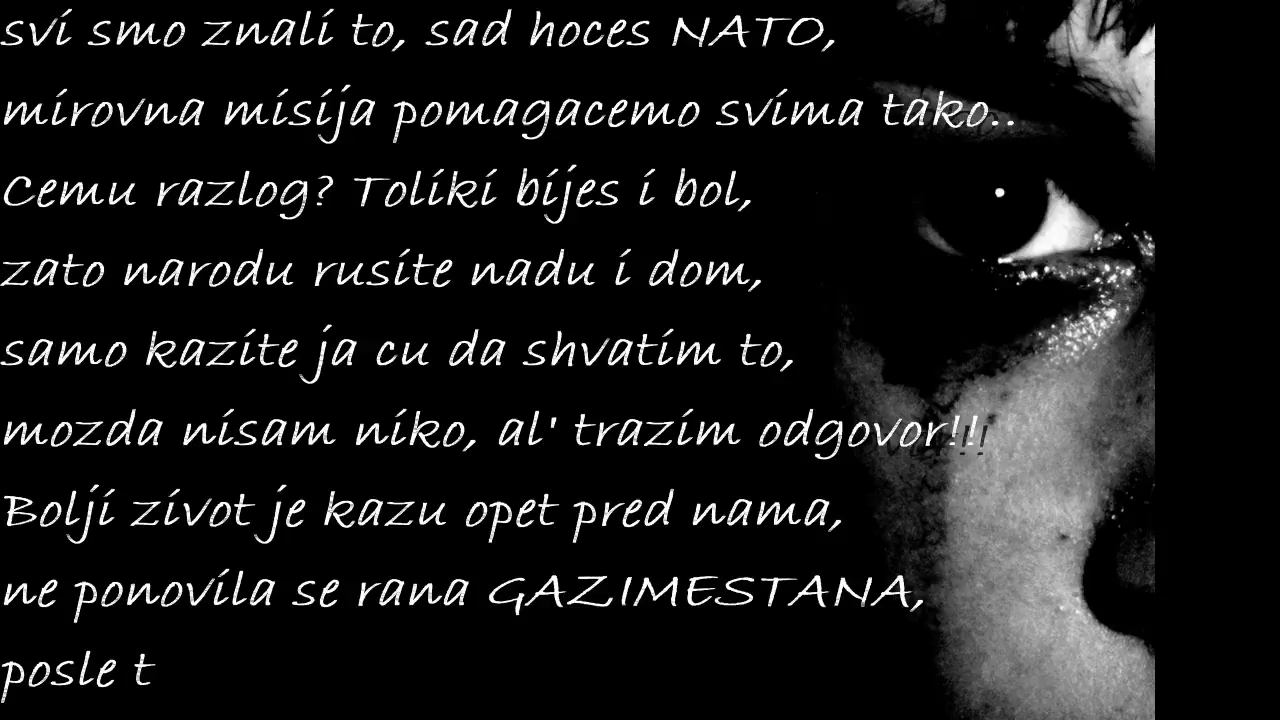 svi smo znali to, sad hoces NATO,
mirovna misija pomagacemo svima tako..
Cemu razlog? Toliki bijes i bol,
zato narodu rusite nadu i dom,
samo kazite ja cu da shvatim to,
mozda nisam niko, al' trazim odgovor!!!
Bolji zivot je kazu opet pred nama,
ne ponovila se rana GAZIMESTANA,
posle t